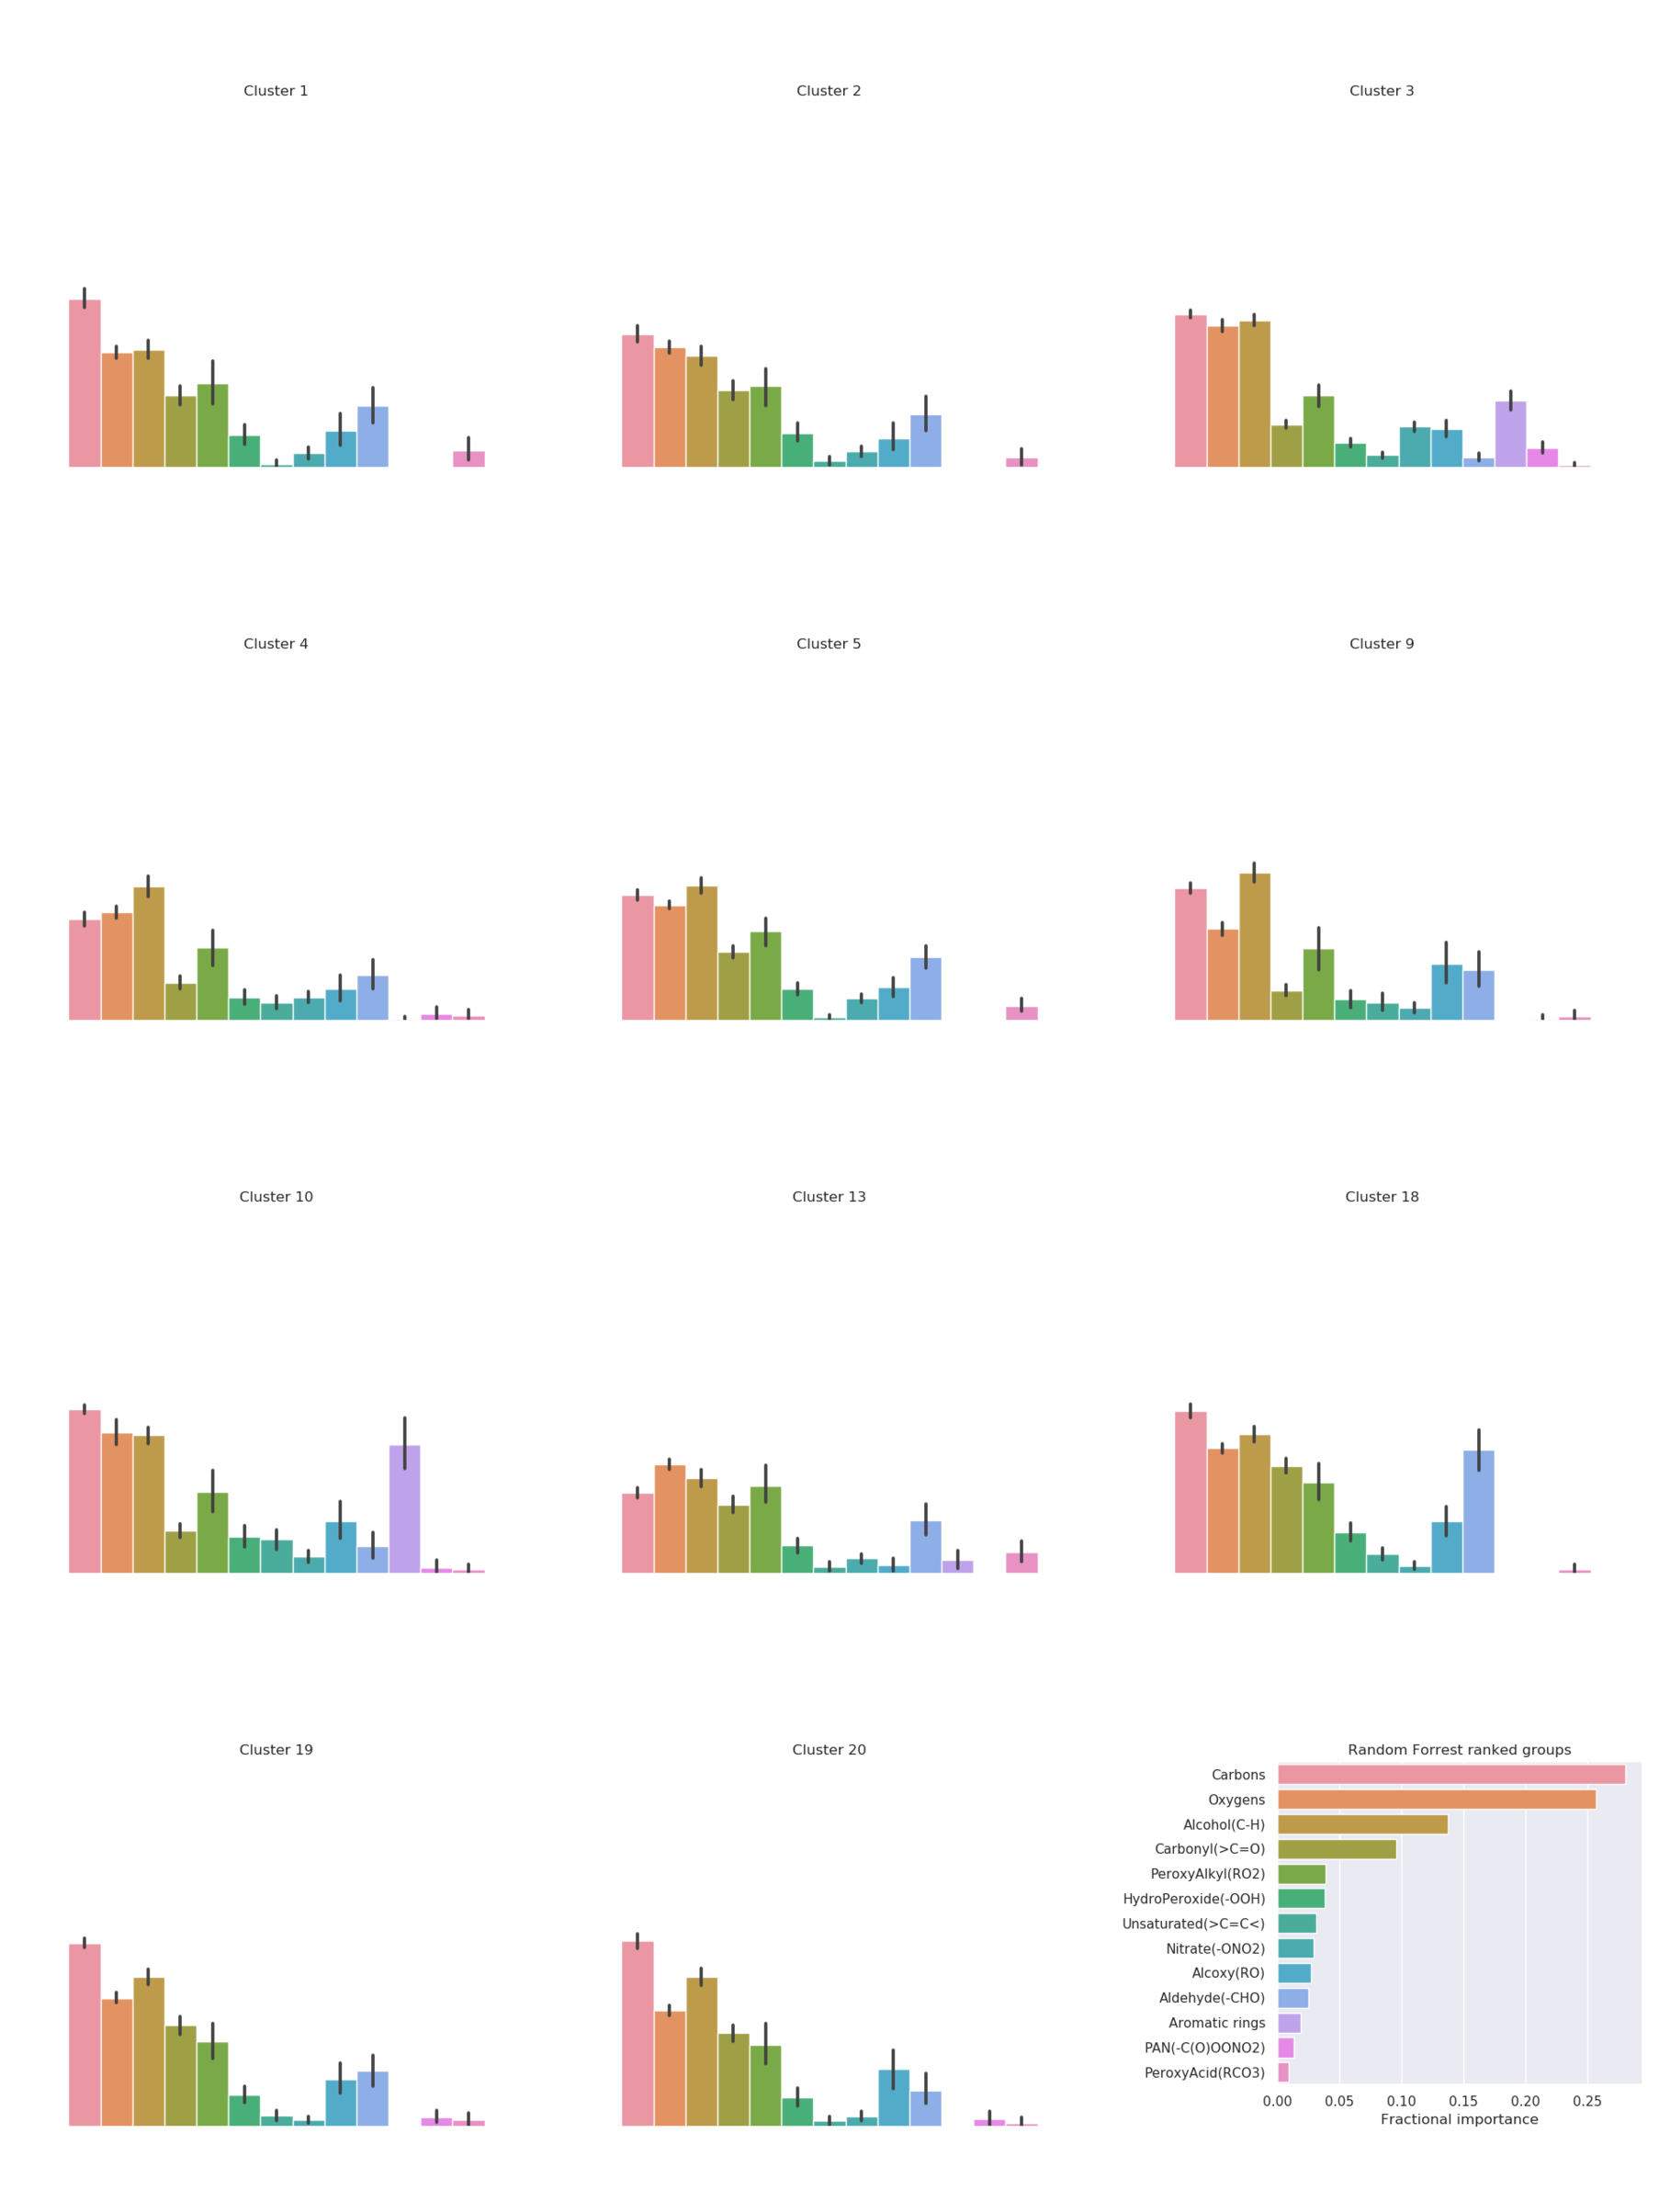 Cluster 1
Cluster 2
Cluster 3
Cluster 4
Cluster 5
Cluster 9
Cluster 10
Cluster 13
Cluster 18
Cluster 19
Cluster 20
Random Forrest ranked groups
Carbons
Oxygens
Alcohol(C-H)
Carbonyl(>C=O)
PeroxyAlkyl(RO2)
HydroPeroxide(-OOH)
Unsaturated(>C=C<)
Nitrate(-ONO2)
Alcoxy(RO)
Aldehyde(-CHO)
Aromatic rings
PAN(-C(O)OONO2)
PeroxyAcid(RCO3)
0.00 0.05 0.10 0.15 0.20 0.25
Fractional importance